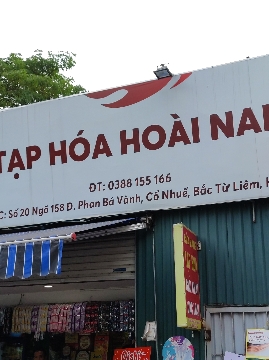 TẠP HÓA HOÀI NA
ĐT: 0388 155 166
C: Số 20 Ngõ 158 Đ. Phan Bá Vành, Cổ Nhuế, Bắc Từ Liêm, H